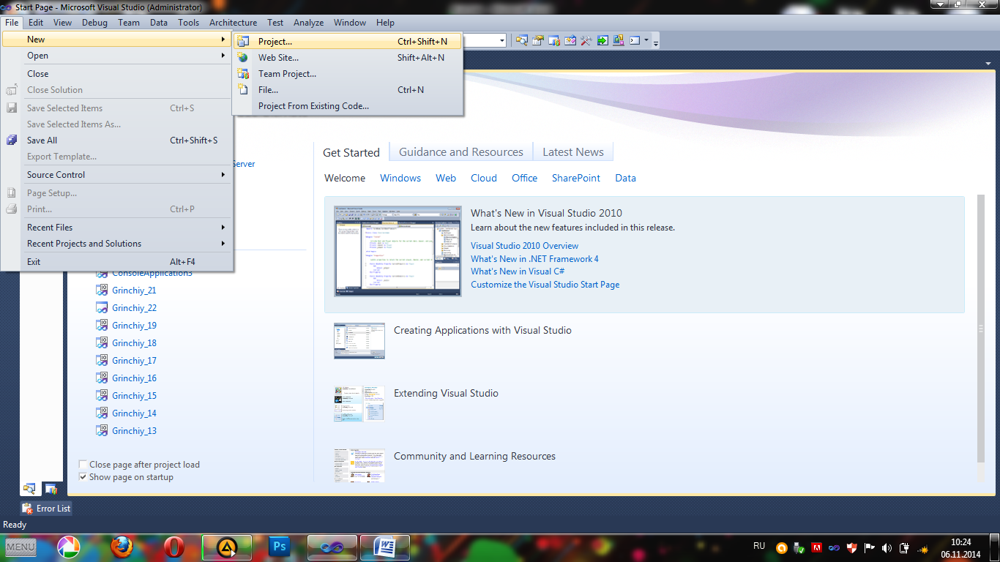 Start Page - Microsoft Visual Studio (Administrator)
File Edit View Debug Team Data Tools Architecture Test Analyze Window Help
New
Project... Ctrl+Shift+N
Web Site... Shift+Alt+N
Team Project...
File... Ctrl+N
Project From Existing Code...
Open
Close
Close Solution
Save Selected Items Ctrl+S
Save Selected Items As...
Save All Ctrl+Shift+S
Export Template...
Source Control
Page Setup...
Print... Ctrl+P
Recent Files
Recent Projects and Solutions
Exit Alt+F4
Server
ConsoleApplication3
Grinchiy_21
Grinchiy_22
Grinchiy_19
Grinchiy_18
Grinchiy_17
Grinchiy_16
Grinchiy_15
Grinchiy_14
Grinchiy_13
Close page after project load
Show page on startup
Get Started Guidance and Resources Latest News
Welcome Windows Web Cloud Office SharePoint Data
What's New in Visual Studio 2010
Learn about the new features included in this release.
Visual Studio 2010 Overview
What's New in .NET Framework 4
What's New in Visual C#
Customize the Visual Studio Start Page
Creating Applications with Visual Studio
Extending Visual Studio
Community and Learning Resources
Error List
Ready
MENU
Ps
RU
10:24
06.11.2014